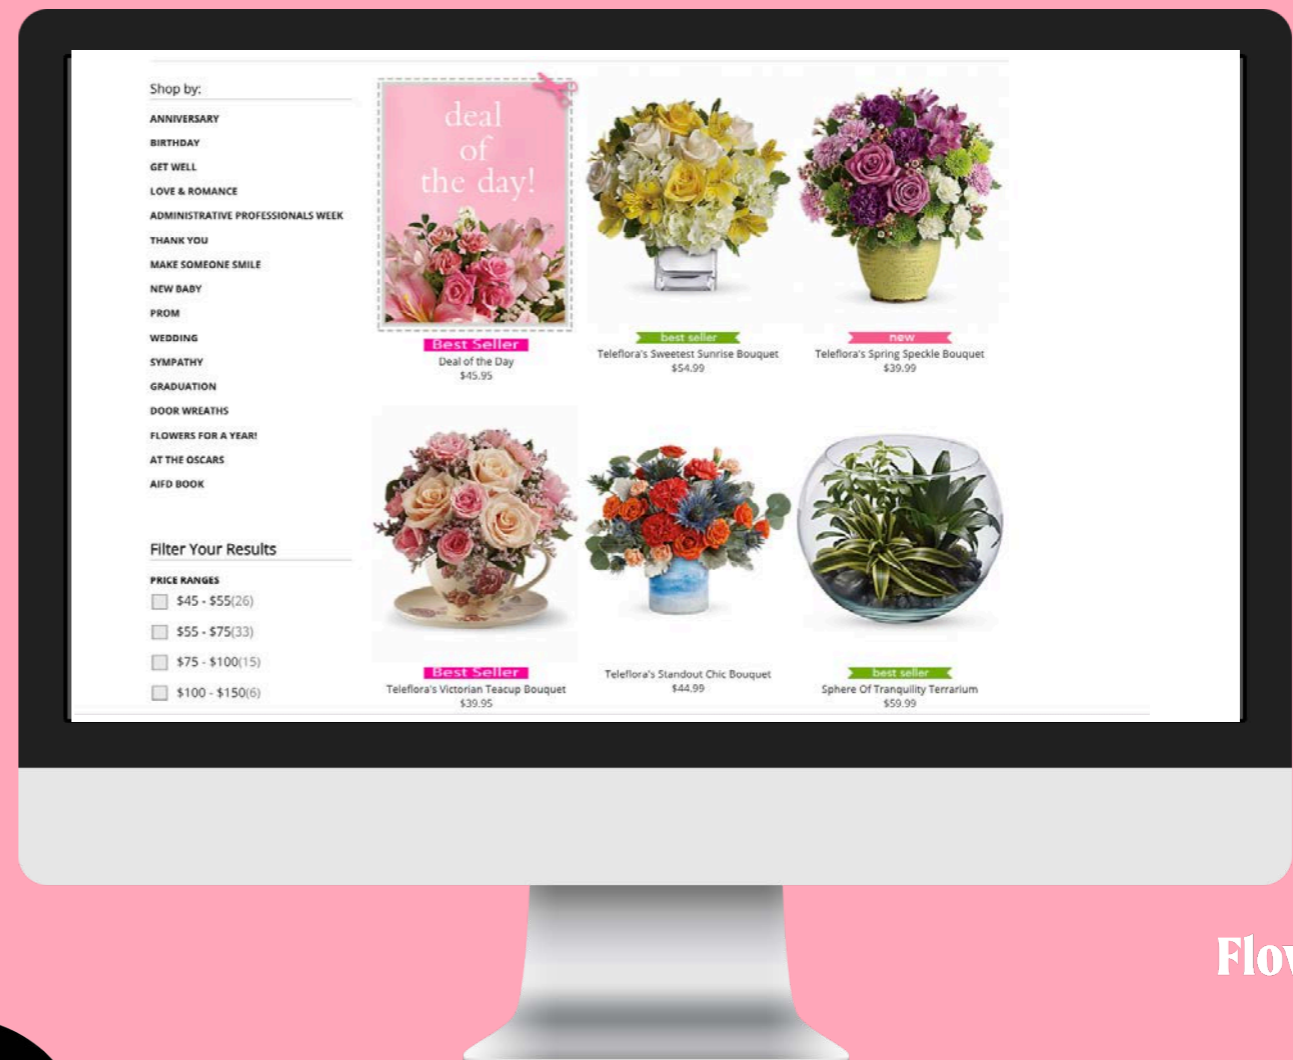 Shop by:
ANNIVERSARY
BIRTHDAY
GET WELL
LOVE & ROMANCE
ADMINISTRATIVE PROFESSIONALS WEEK
THANK YOU
MAKE SOMEONE SMILE
NEW BABY
PROM
WEDDING
SYMPATHY
GRADUATION
DOOR WREATHS
FLOWERS FOR A YEAR!
AT THE OSCARS
AIFD BOOK
Filter Your Results
PRICE RANGES
$45 - $55(26)
$55 - $75(33)
$75 - $100(15)
$100 - $150(6)
deal
of
the day!
Best Seller
Deal of the Day
$45.95
best seller
Teleflora's Sweetest Sunrise Bouquet
$54.99
new
Teleflora's Spring Speckle Bouquet
$39.99
Best Seller
Teleflora's Victorian Teacup Bouquet
$39.95
Teleflora's Standout Chic Bouquet
$44.99
best seller
Sphere Of Tranquility Terrarium
$59.99